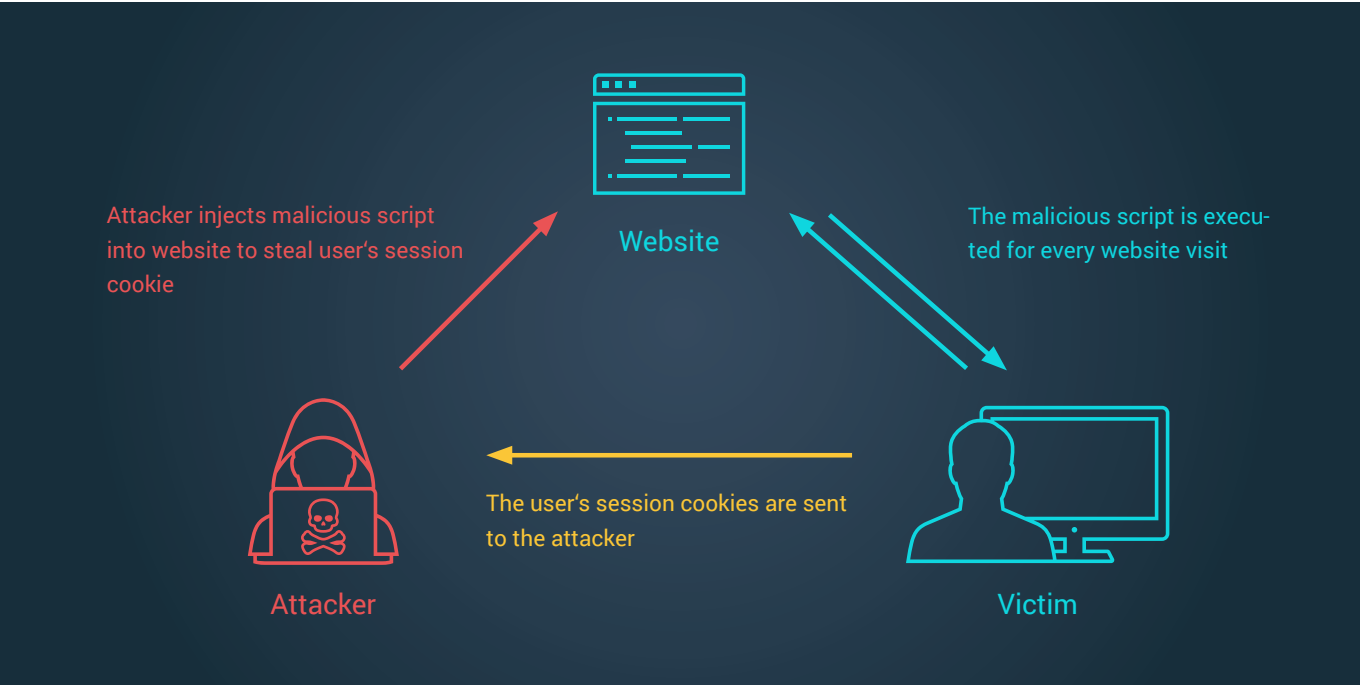 Website
Attacker injects malicious script
into website to steal user‘s session
cookie
The malicious script is execu-
ted for every website visit
The user‘s session cookies are sent
to the attacker
Attacker
Victim